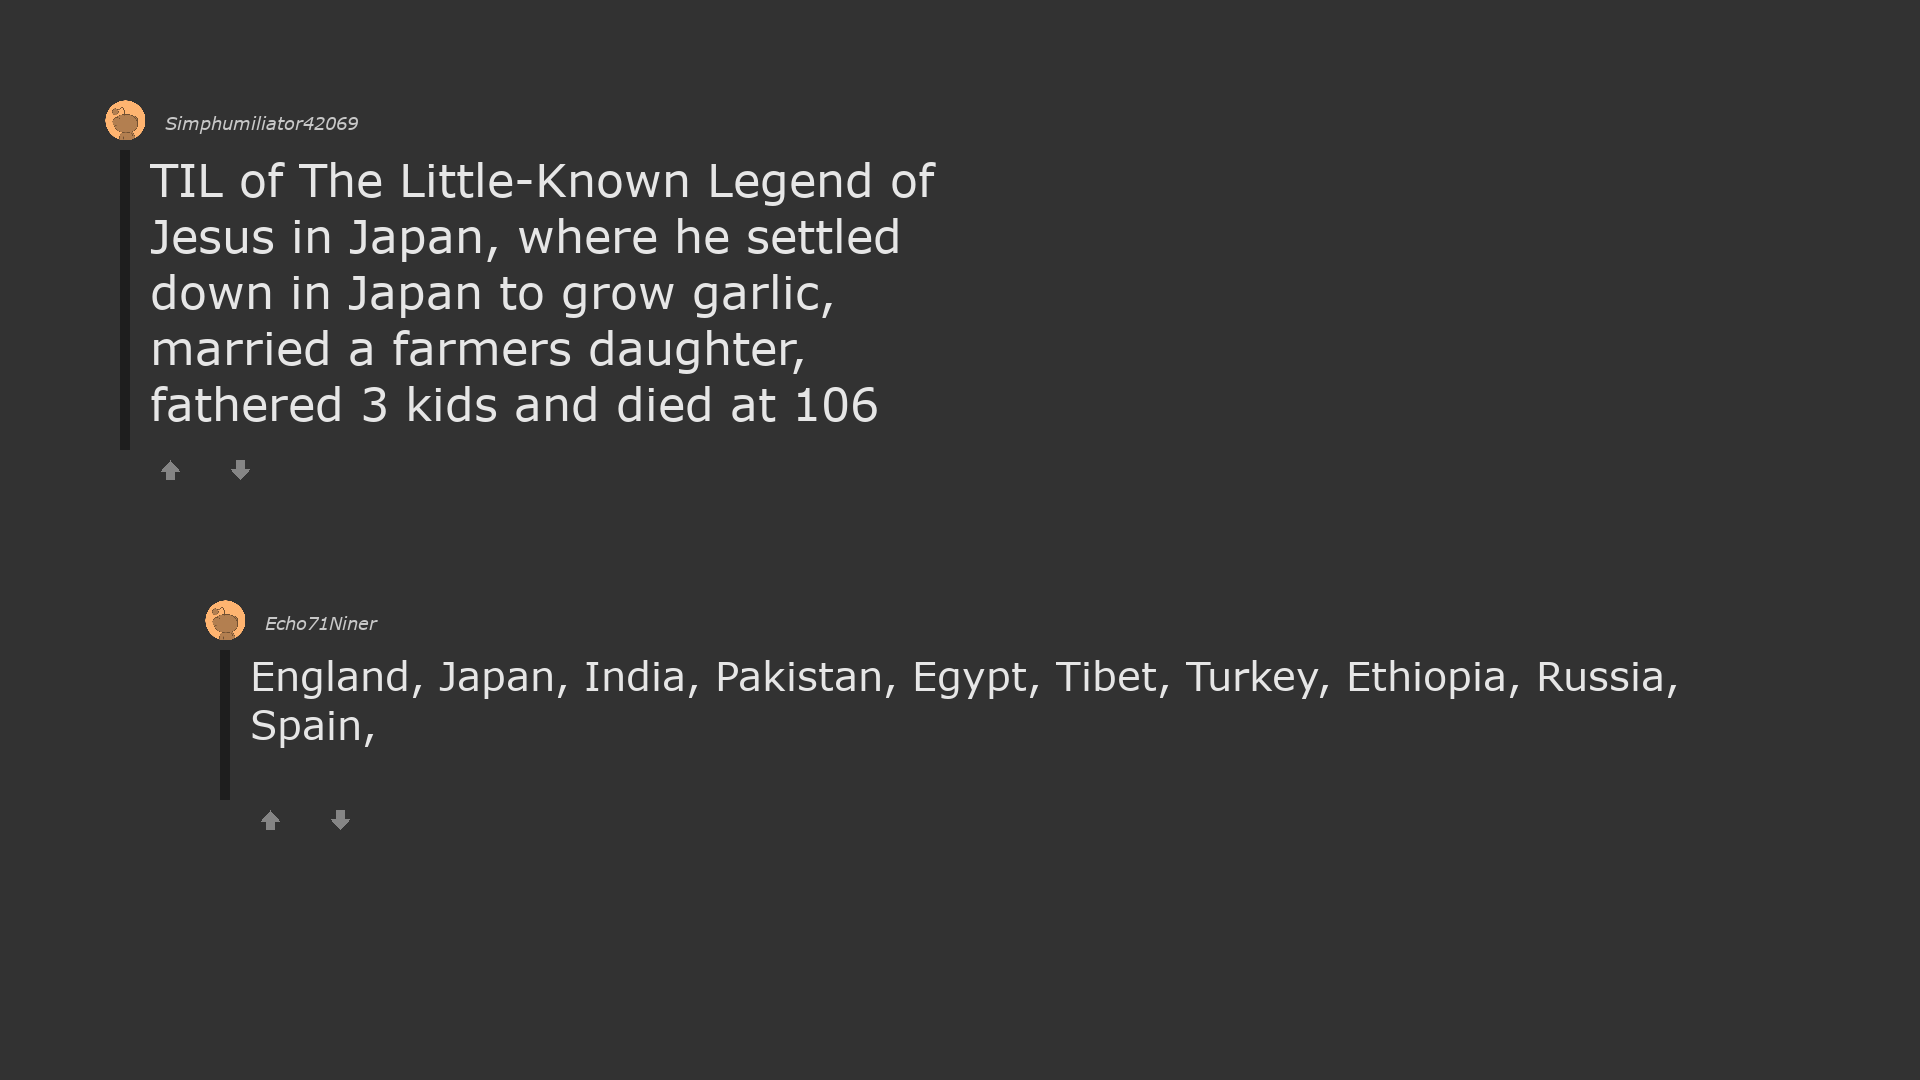 Simphumiliator42069
TIL of The Little-Known Legend of
Jesus in Japan, where he settled
down in Japan to grow garlic,
married a farmers daughter,
fathered 3 kids and died at 106
Echo71Niner
England, Japan, India, Pakistan, Egypt, Tibet, Turkey, Ethiopia, Russia,
Spain,